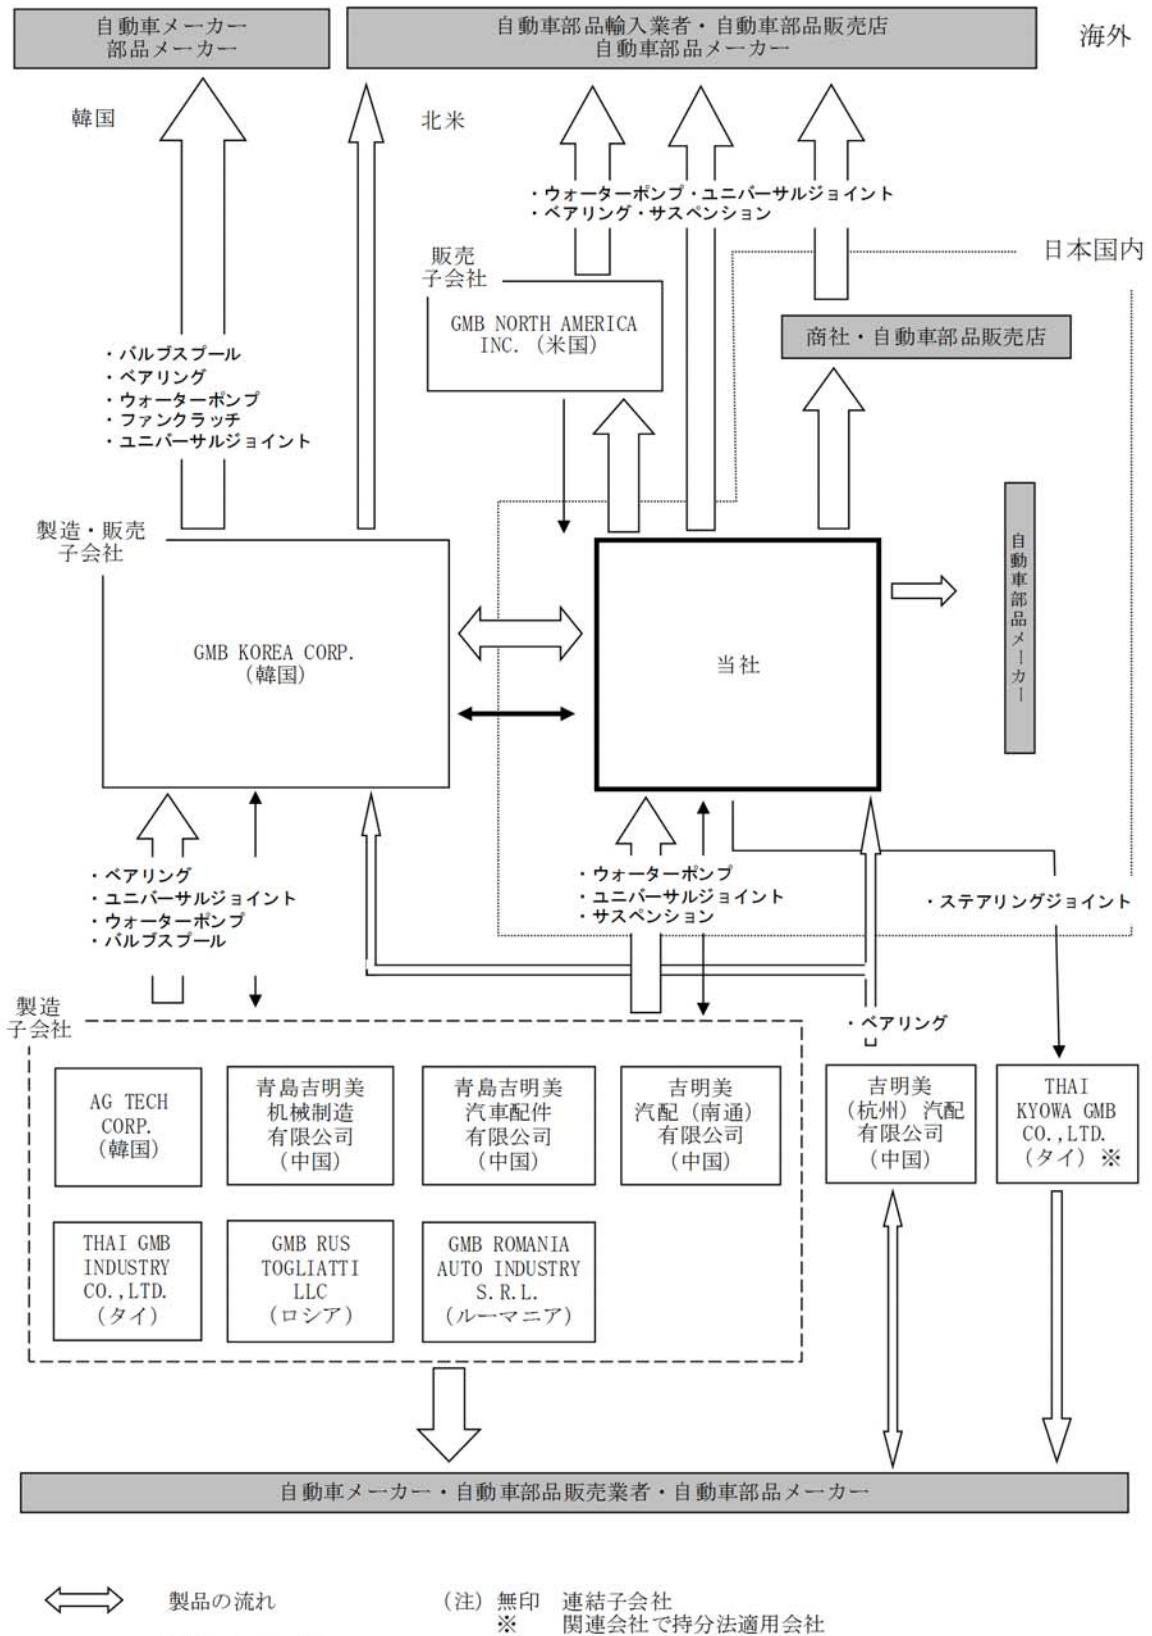 自動車メーカー
部品メーカー
自動車部品輸入業者・自動車部品販売店
自動車部品メーカー
海外
韓国
北米
・ウォーターポンプ・ユニバーサルジョイント
・ベアリング・サスペンション
日本国内
販売
子会社
GMB NORTH AMERICA
INC.（米国）
商社・自動車部品販売店
・バルブスプール
・ベアリング
・ウォーターポンプ
・ファンクラッチ
・ユニバーサルジョイント
製造・販売
子会社
GMB KOREA CORP.
（韓国）
当社
自動車部品メーカー
・ベアリング
・ユニバーサルジョイント
・ウォーターポンプ
・バルブスプール
・ウォーターポンプ
・ユニバーサルジョイント
・サスペンション
・ステアリングジョイント
製造
子会社
・ベアリング
AG TECH
CORP.
（韓国）
青島吉明美
机械制造
有限公司
（中国）
青島吉明美
汽車配件
有限公司
（中国）
吉明美
汽配（南通）
有限公司
（中国）
吉明美
（杭州）汽配
有限公司
（中国）
THAI
KYOWA GMB
CO.,LTD.
（タイ）※
THAI GMB
INDUSTRY
CO.,LTD.
（タイ）
GMB RUS
TOGLIATTI
LLC
（ロシア）
GMB ROMANIA
AUTO INDUSTRY
S.R.L.
（ルーマニア）
自動車メーカー・自動車部品販売業者・自動車部品メーカー
製品の流れ
（注）無印　連結子会社
※　関連会社で持分法適用会社